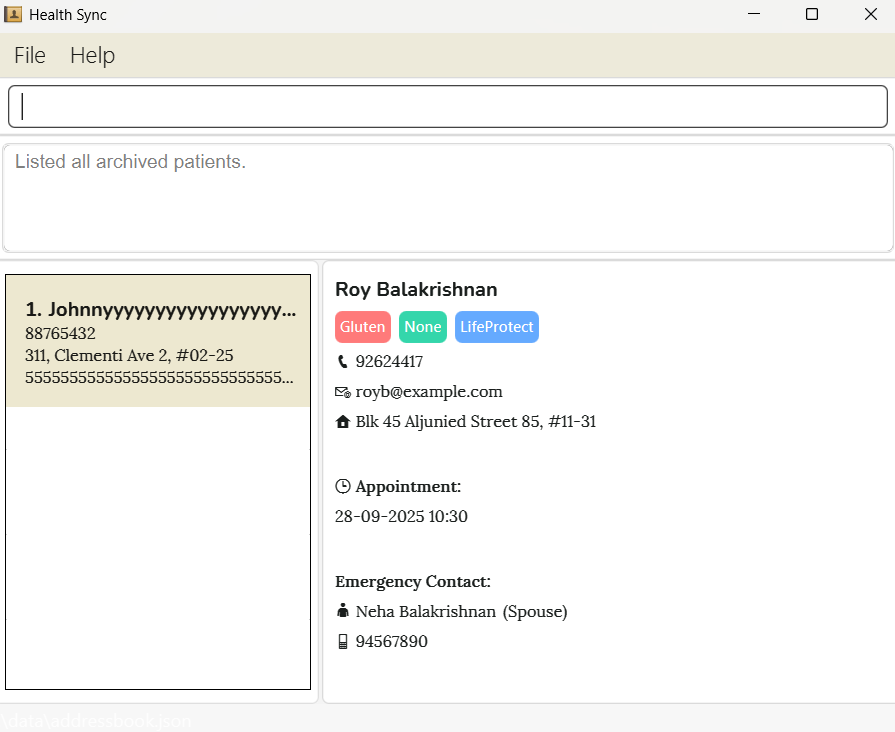 Health Sync
File Help
Listed all archived patients.
1. Johnnyyyyyyyyyyyyyyyyy...
88765432
311, Clementi Ave 2, #02-25
5555555555555555555555555555555...
Roy Balakrishnan
Gluten None LifeProtect
92624417
royb@example.com
Blk 45 Aljunied Street 85, #11-31
Appointment:
28-09-2025 10:30
Emergency Contact:
Neha Balakrishnan (Spouse)
94567890
\data\addressbook.json